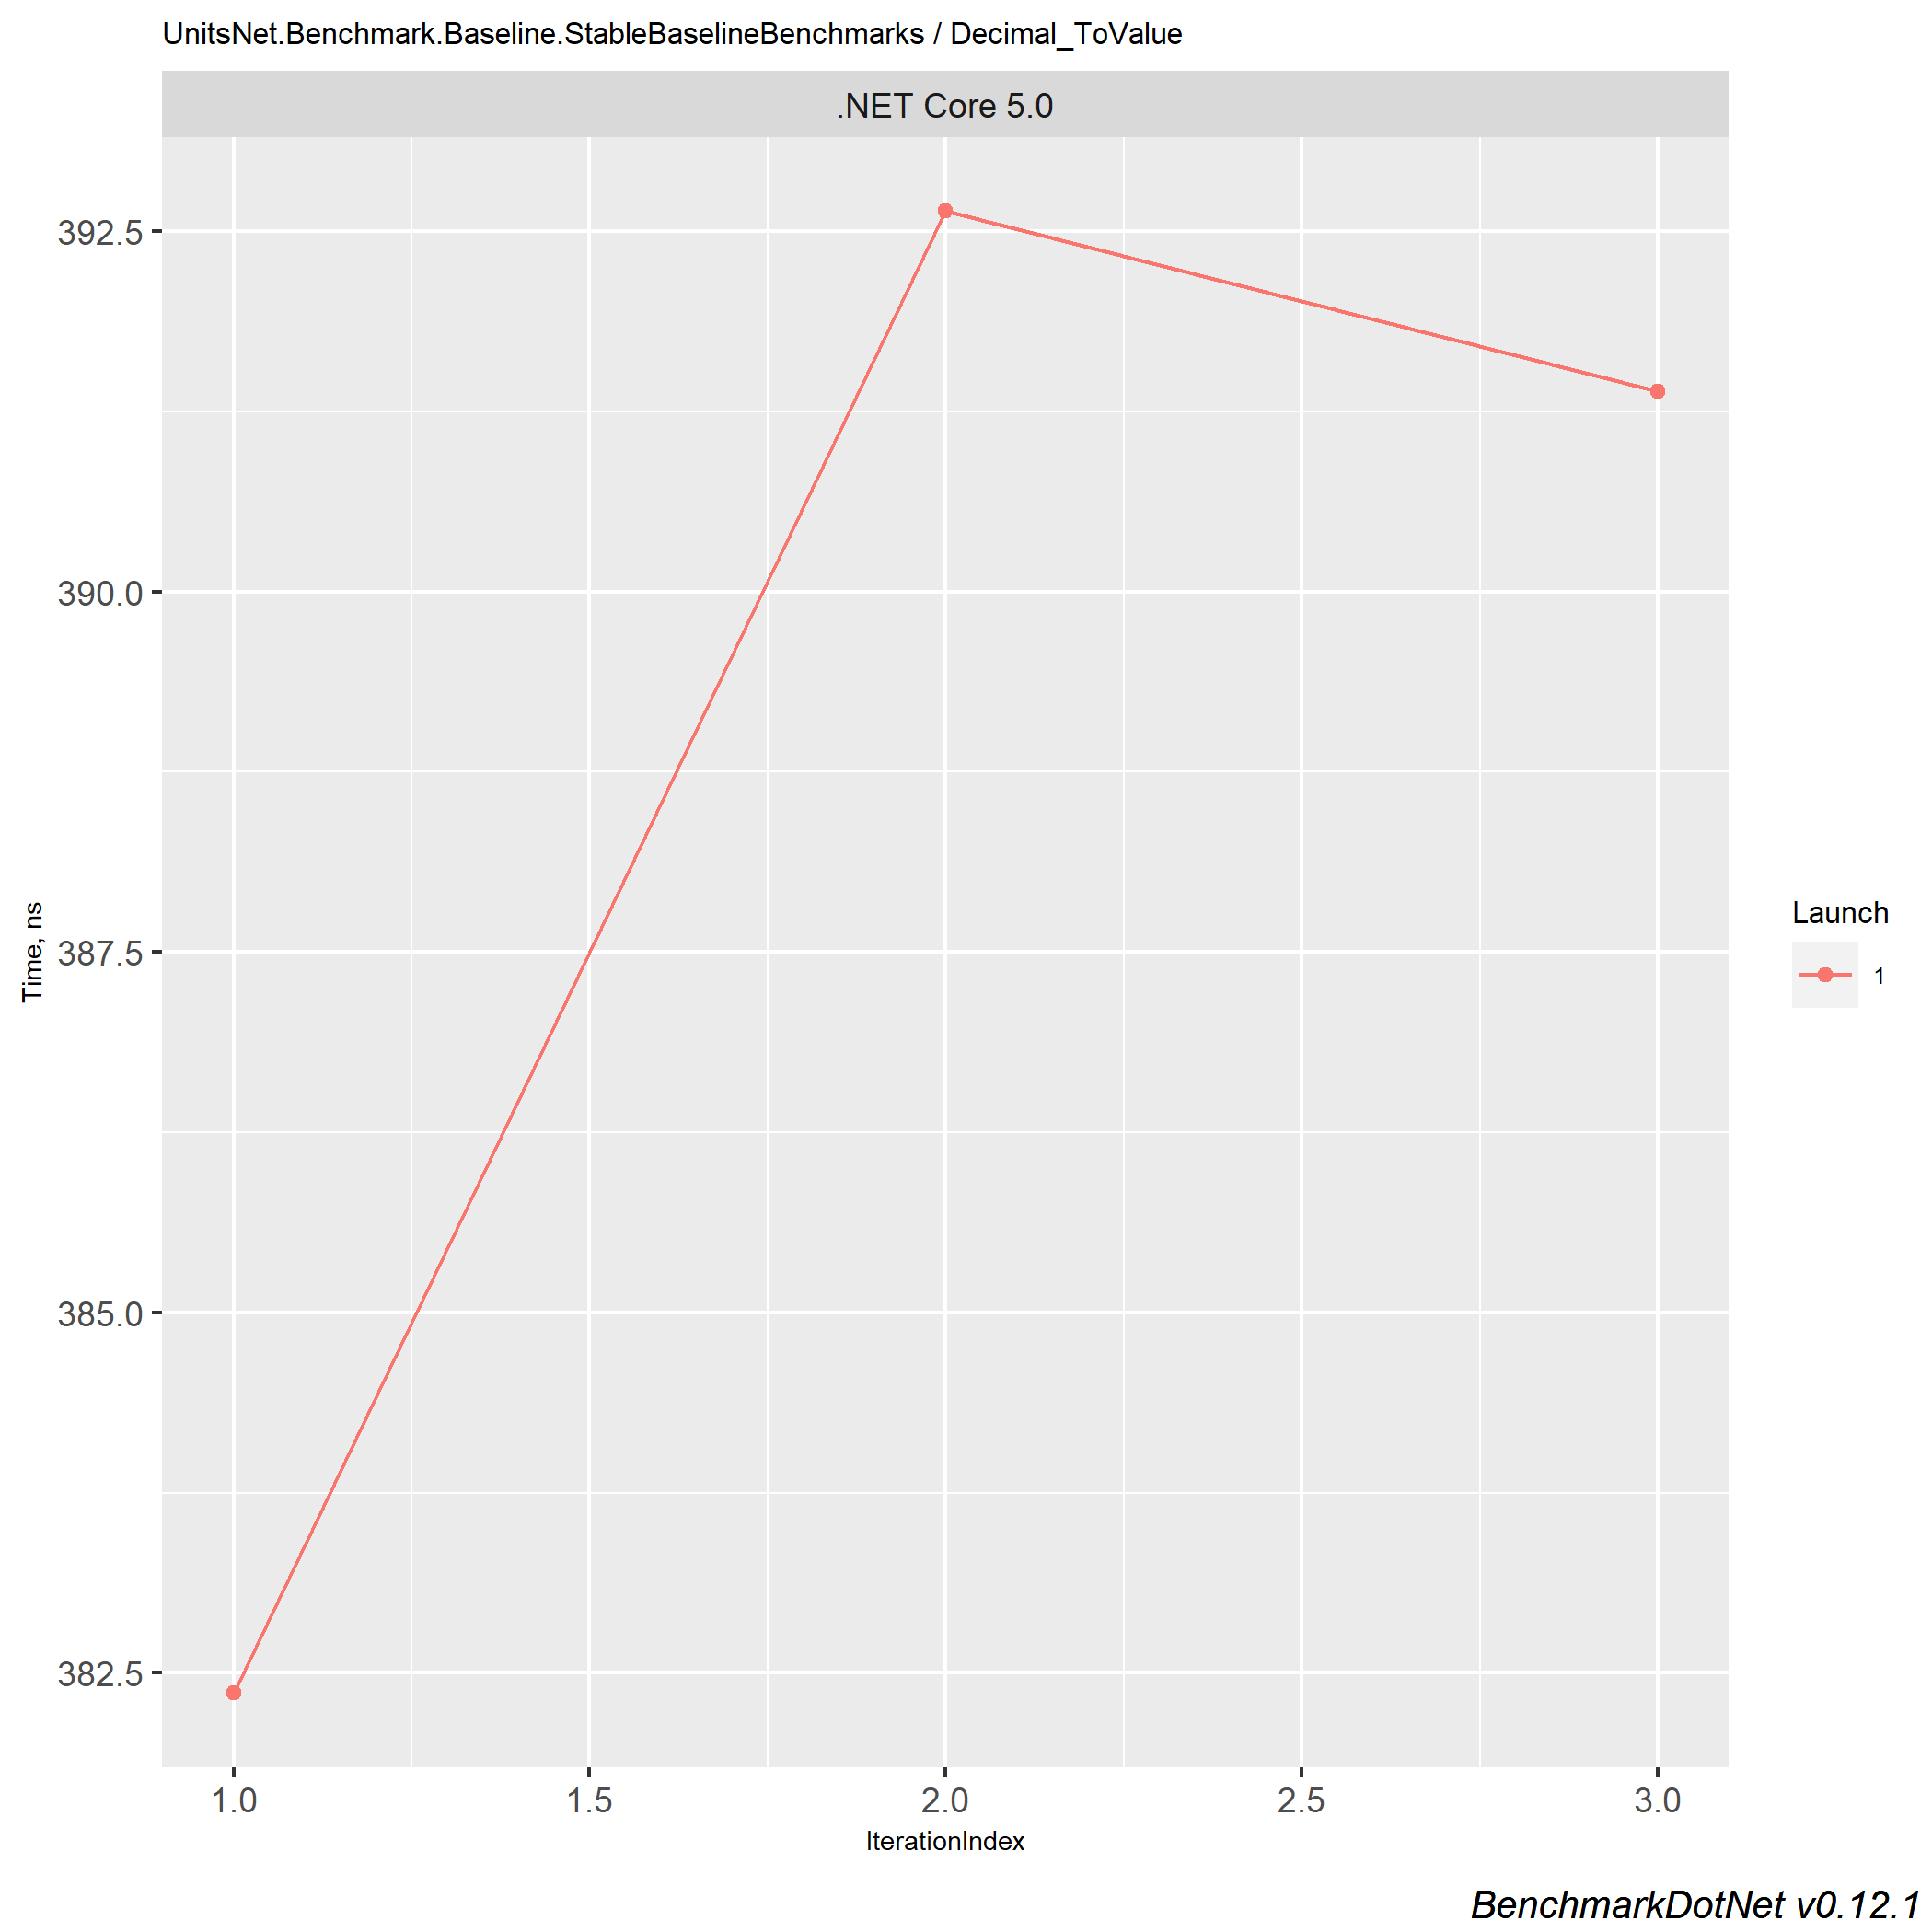 UnitsNet.Benchmark.Baseline.StableBaselineBenchmarks / Decimal_ToValue
.NET Core 5.0
392.5
390.0
387.5
385.0
382.5
Time, ns
1.0 1.5 2.0 2.5 3.0
IterationIndex
Launch
1
BenchmarkDotNet v0.12.1